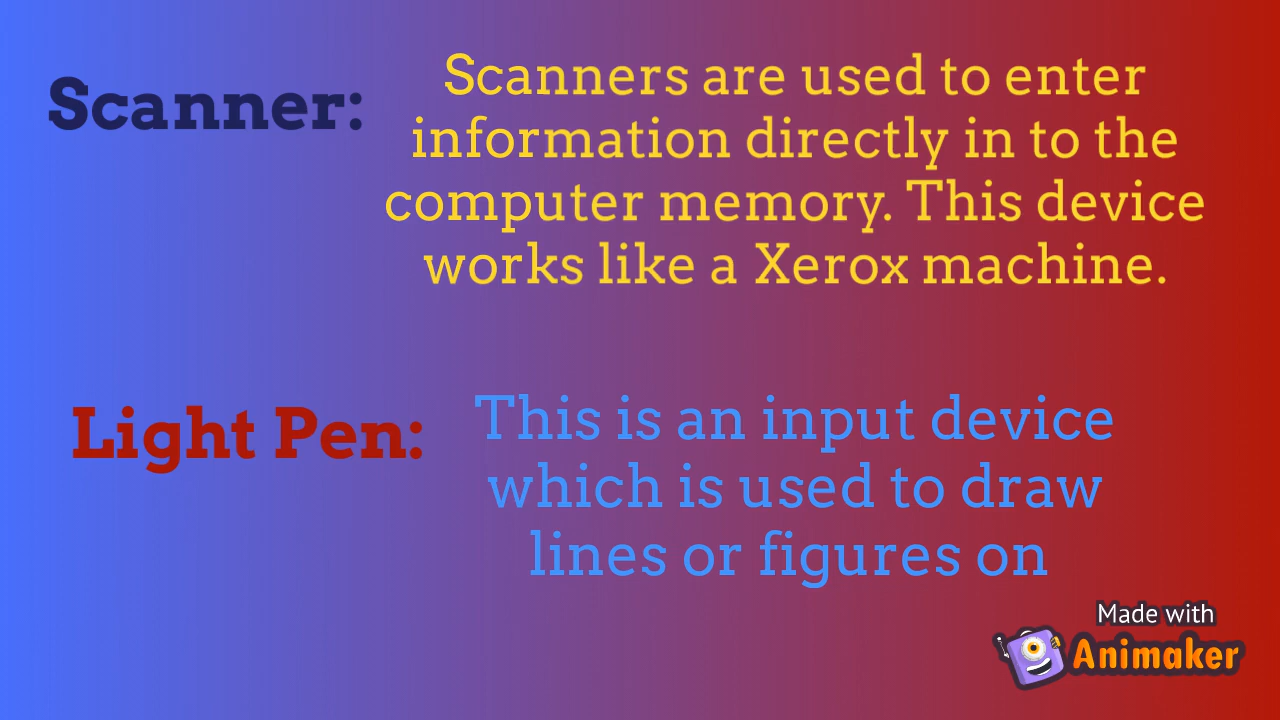 Scanner:
Scanners are used to enter
information directly in to the
computer memory. This device
works like a Xerox machine.
Light Pen:
This is an input device
which is used to draw
lines or figures on
Made with
Animaker